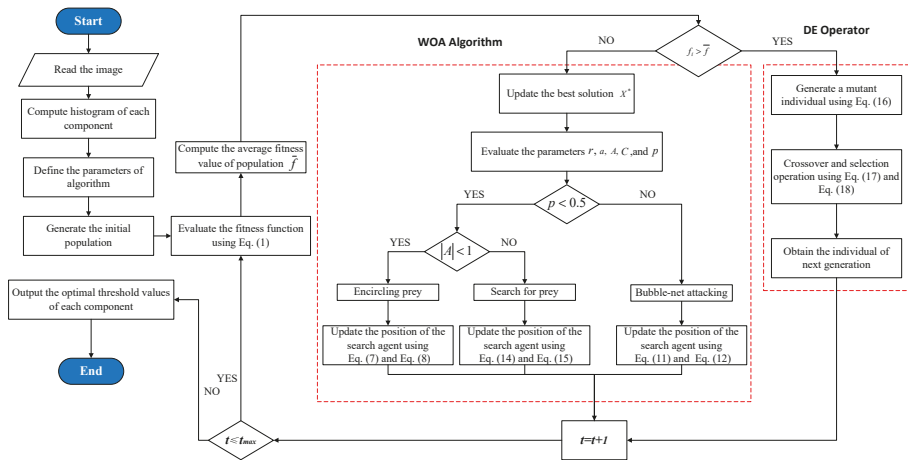 Start
Read the image
Compute histogram of each
component
Define the parameters of
algorithm
Generate the initial
population
Evaluate the fitness function
using Eq. (1)
Compute the average fitness
value of population f̄
Output the optimal threshold values
of each component
End
YES
NO
t≤tmax
WOA Algorithm
NO
fi > f̄
YES
DE Operator
Update the best solution X*
Evaluate the parameters r, a, A, C ,and p
YES
p < 0.5
NO
YES
|A| < 1
NO
Encircling prey
Search for prey
Bubble-net attacking
Update the position of the
search agent using
Eq. (7) and Eq. (8)
Update the position of the
search agent using
Eq. (14) and Eq. (15)
Update the position of the
search agent using
Eq. (11) and Eq. (12)
t=t+1
Generate a mutant
individual using Eq. (16)
Crossover and selection
operation using Eq. (17) and
Eq. (18)
Obtain the individual of
next generation